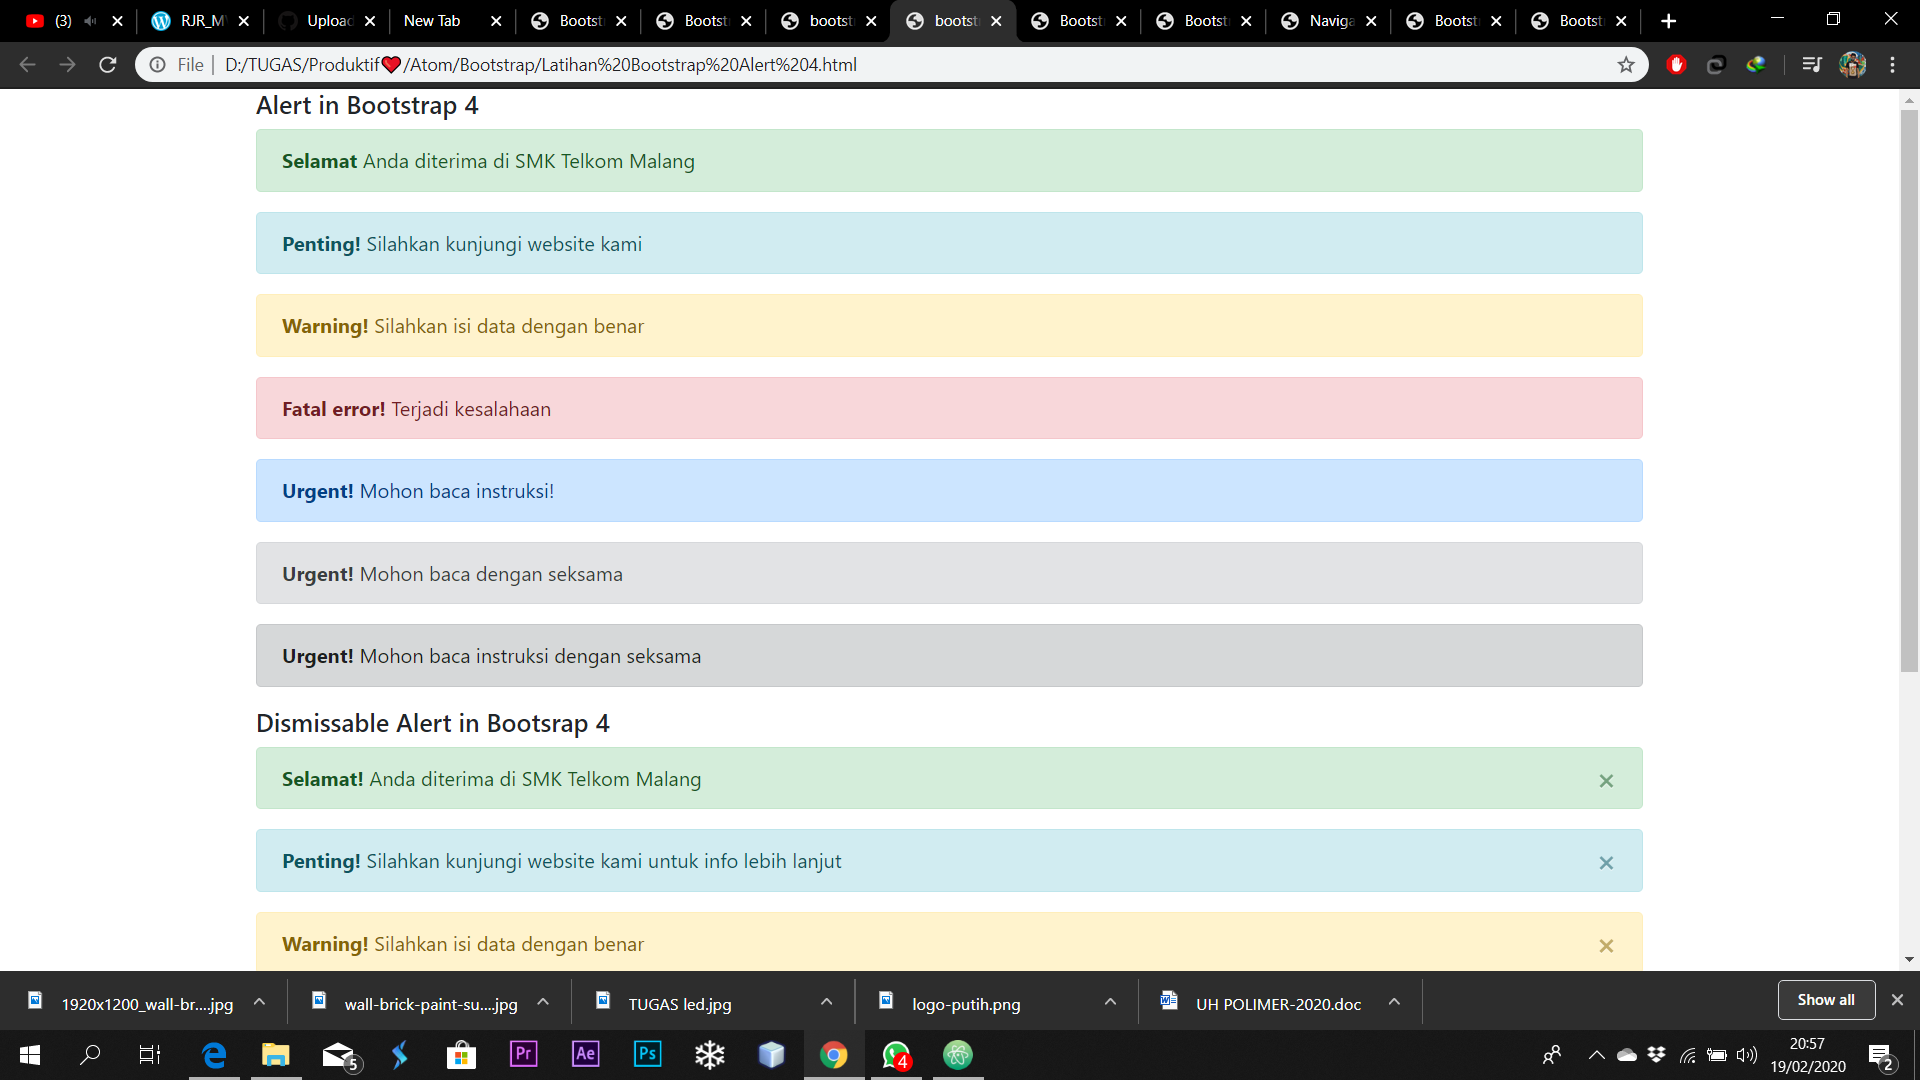 (3)
RJR_M
Upload
New Tab
Bootst
Bootst
bootst
bootst
Bootst
Bootst
Naviga
Bootst
Bootst
File
D:/TUGAS/Produktif❤️/Atom/Bootstrap/Latihan%20Bootstrap%20Alert%204.html
Alert in Bootstrap 4
Selamat Anda diterima di SMK Telkom Malang
Penting! Silahkan kunjungi website kami
Warning! Silahkan isi data dengan benar
Fatal error! Terjadi kesalahaan
Urgent! Mohon baca instruksi!
Urgent! Mohon baca dengan seksama
Urgent! Mohon baca instruksi dengan seksama
Dismissable Alert in Bootsrap 4
Selamat! Anda diterima di SMK Telkom Malang ×
Penting! Silahkan kunjungi website kami untuk info lebih lanjut ×
Warning! Silahkan isi data dengan benar ×
1920x1200_wall-br....jpg
wall-brick-paint-su....jpg
TUGAS led.jpg
logo-putih.png
UH POLIMER-2020.doc
Show all
5
Pr
Ae
Ps
4
20:57
19/02/2020
2